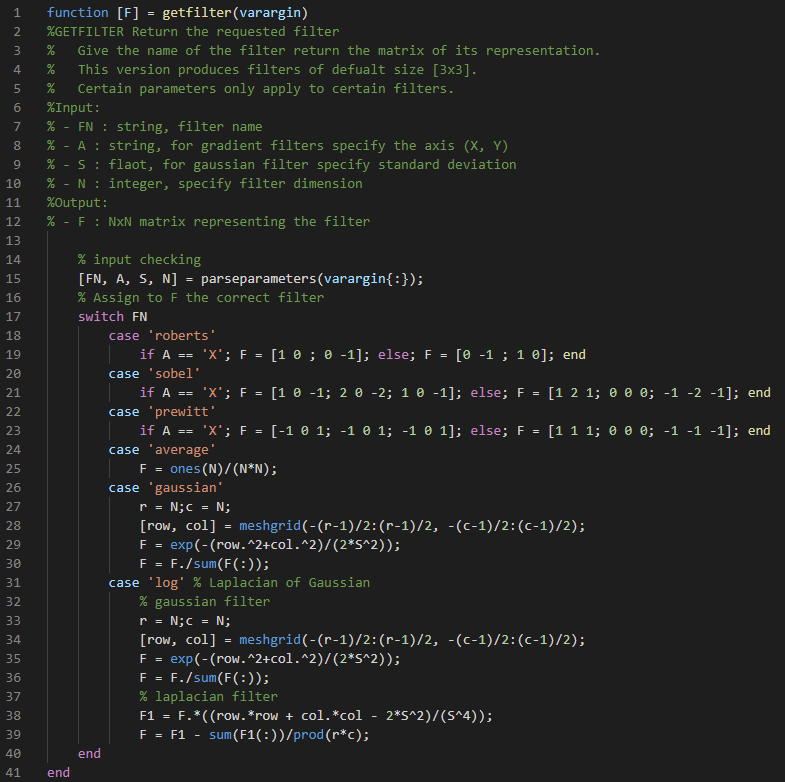 1 function [F] = getfilter(varargin)
2 %GETFILTER Return the requested filter
3 %   Give the name of the filter return the matrix of its representation.
4 %   This version produces filters of defualt size [3x3].
5 %   Certain parameters only apply to certain filters.
6 %Input:
7 % - FN : string, filter name
8 % - A : string, for gradient filters specify the axis (X, Y)
9 % - S : flaot, for gaussian filter specify standard deviation
10 % - N : integer, specify filter dimension
11 %Output:
12 % - F : NxN matrix representing the filter
13
14     % input checking
15     [FN, A, S, N] = parseparameters(varargin{:});
16     % Assign to F the correct filter
17     switch FN
18         case 'roberts'
19             if A == 'X'; F = [1 0 ; 0 -1]; else; F = [0 -1 ; 1 0]; end
20         case 'sobel'
21             if A == 'X'; F = [1 0 -1; 2 0 -2; 1 0 -1]; else; F = [1 2 1; 0 0 0; -1 -2 -1]; end
22         case 'prewitt'
23             if A == 'X'; F = [-1 0 1; -1 0 1; -1 0 1]; else; F = [1 1 1; 0 0 0; -1 -1 -1]; end
24         case 'average'
25             F = ones(N)/(N*N);
26         case 'gaussian'
27             r = N;c = N;
28             [row, col] = meshgrid(-(r-1)/2:(r-1)/2, -(c-1)/2:(c-1)/2);
29             F = exp(-(row.^2+col.^2)/(2*S^2));
30             F = F./sum(F(:));
31         case 'log' % Laplacian of Gaussian
32             % gaussian filter
33             r = N;c = N;
34             [row, col] = meshgrid(-(r-1)/2:(r-1)/2, -(c-1)/2:(c-1)/2);
35             F = exp(-(row.^2+col.^2)/(2*S^2));
36             F = F./sum(F(:));
37             % laplacian filter
38             F1 = F.*((row.*row + col.*col - 2*S^2)/(S^4));
39             F = F1 - sum(F1(:))/prod(r*c);
40     end
41 end